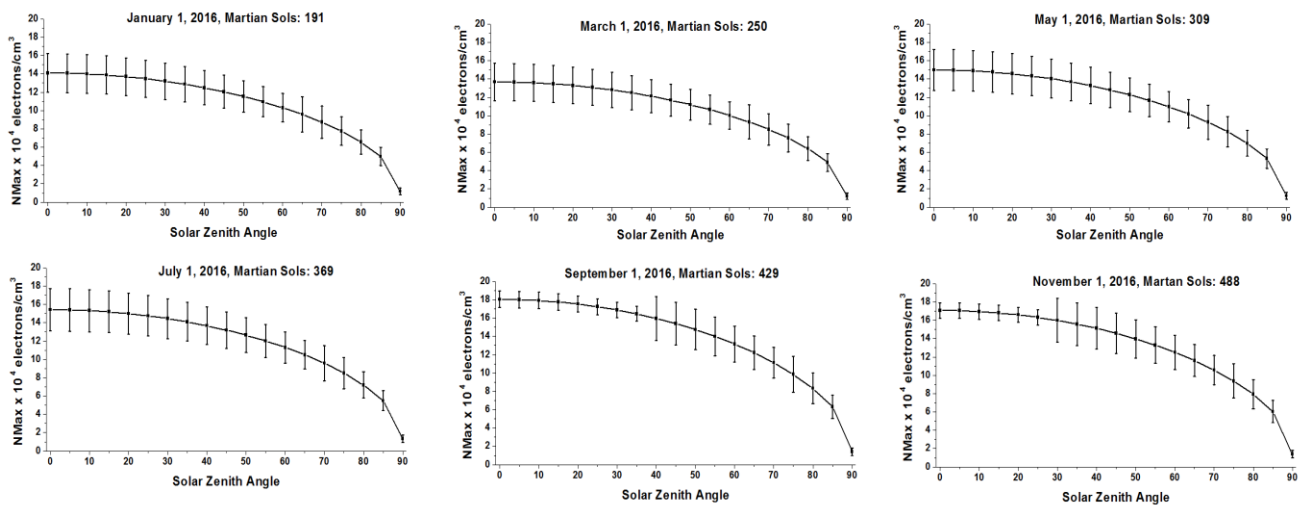 January 1, 2016, Martian Sols: 191
20
18
16
14
12
10
8
6
4
2
0
NMax x 10⁴ electrons/cm³
0 10 20 30 40 50 60 70 80 90
Solar Zenith Angle
March 1, 2016, Martian Sols: 250
20
18
16
14
12
10
8
6
4
2
0
NMax x 10⁴ electrons/cm³
0 10 20 30 40 50 60 70 80 90
Solar Zenith Angle
May 1, 2016, Martian Sols: 309
20
18
16
14
12
10
8
6
4
2
0
NMax x 10⁴ electrons/cm³
0 10 20 30 40 50 60 70 80 90
Solar Zenith Angle
July 1, 2016, Martian Sols: 369
20
18
16
14
12
10
8
6
4
2
0
NMax x 10⁴ electrons/cm³
0 10 20 30 40 50 60 70 80 90
Solar Zenith Angle
September 1, 2016, Martian Sols: 429
20
18
16
14
12
10
8
6
4
2
0
NMax x 10⁴ electrons/cm³
0 10 20 30 40 50 60 70 80 90
Solar Zenith Angle
November 1, 2016, Martan Sols: 488
20
18
16
14
12
10
8
6
4
2
0
NMax x 10⁴ electrons/cm³
0 10 20 30 40 50 60 70 80 90
Solar Zenith Angle